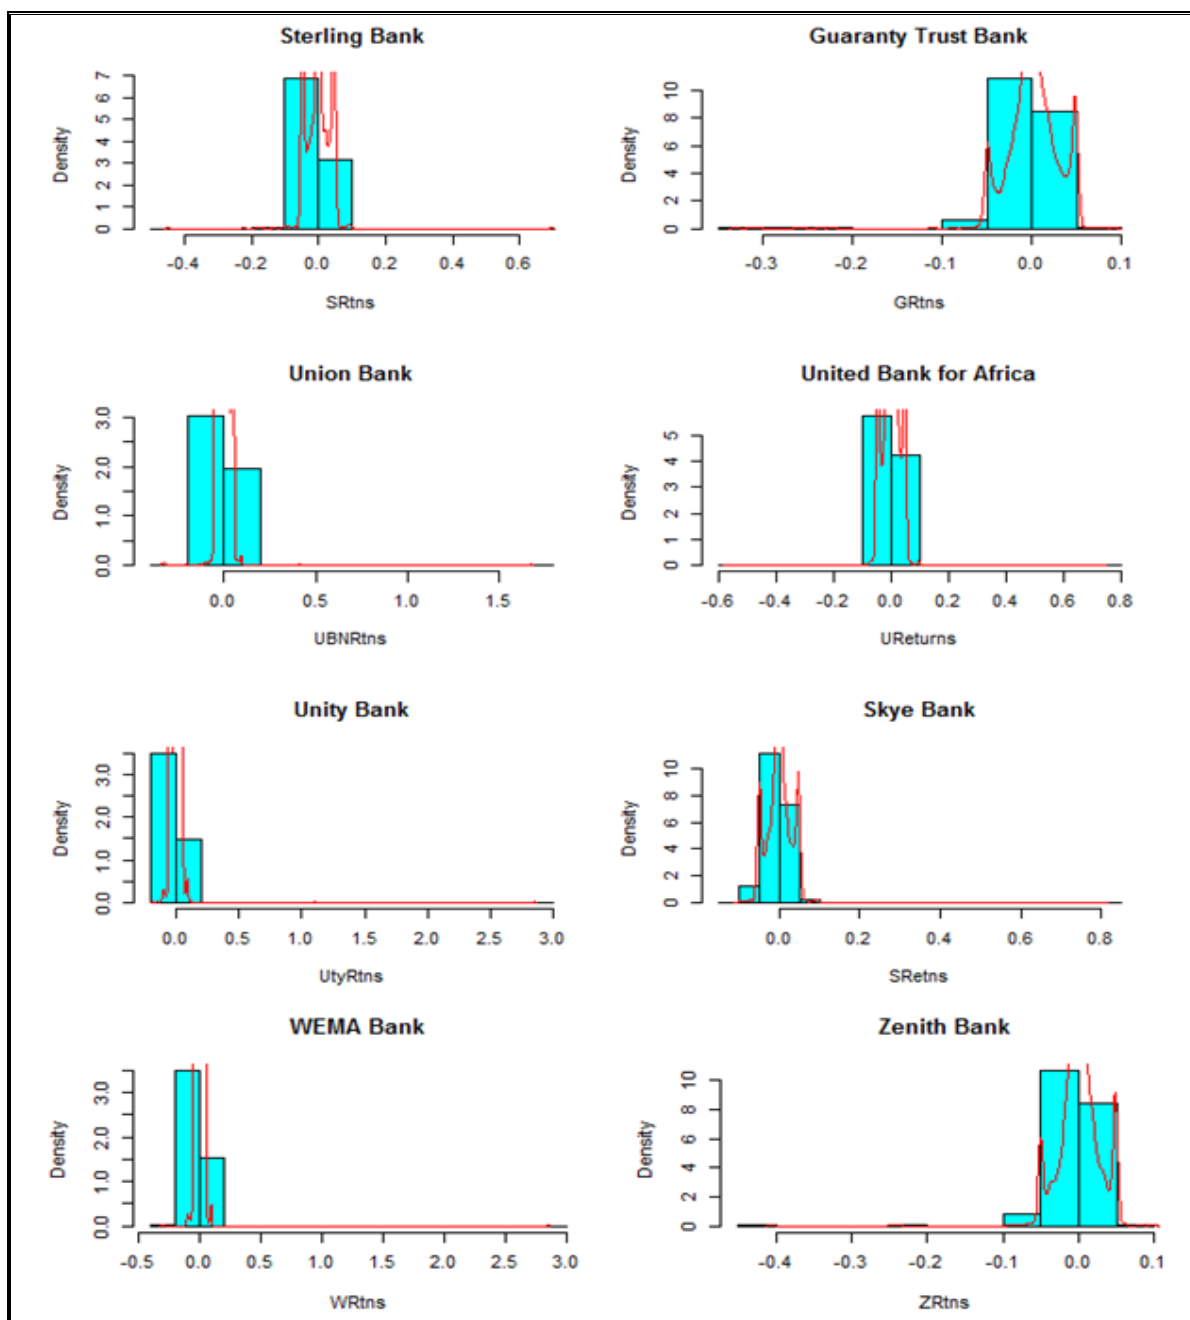 Sterling Bank
Density
0 1 2 3 4 5 6 7
-0.4 -0.2 0.0 0.2 0.4 0.6
SRtns
Guaranty Trust Bank
Density
0 2 4 6 8 10
-0.3 -0.2 -0.1 0.0 0.1
GRtns
Union Bank
Density
0.0 1.0 2.0 3.0
0.0 0.5 1.0 1.5
UBNRtns
United Bank for Africa
Density
0 1 2 3 4 5
-0.6 -0.4 -0.2 0.0 0.2 0.4 0.6 0.8
UReturns
Unity Bank
Density
0.0 1.0 2.0 3.0
0.0 0.5 1.0 1.5 2.0 2.5 3.0
UtyRtns
Skye Bank
Density
0 2 4 6 8 10
0.0 0.2 0.4 0.6 0.8
SRetns
WEMA Bank
Density
0.0 1.0 2.0 3.0
-0.5 0.0 0.5 1.0 1.5 2.0 2.5 3.0
WRtns
Zenith Bank
Density
0 2 4 6 8 10
-0.4 -0.3 -0.2 -0.1 0.0 0.1
ZRtns